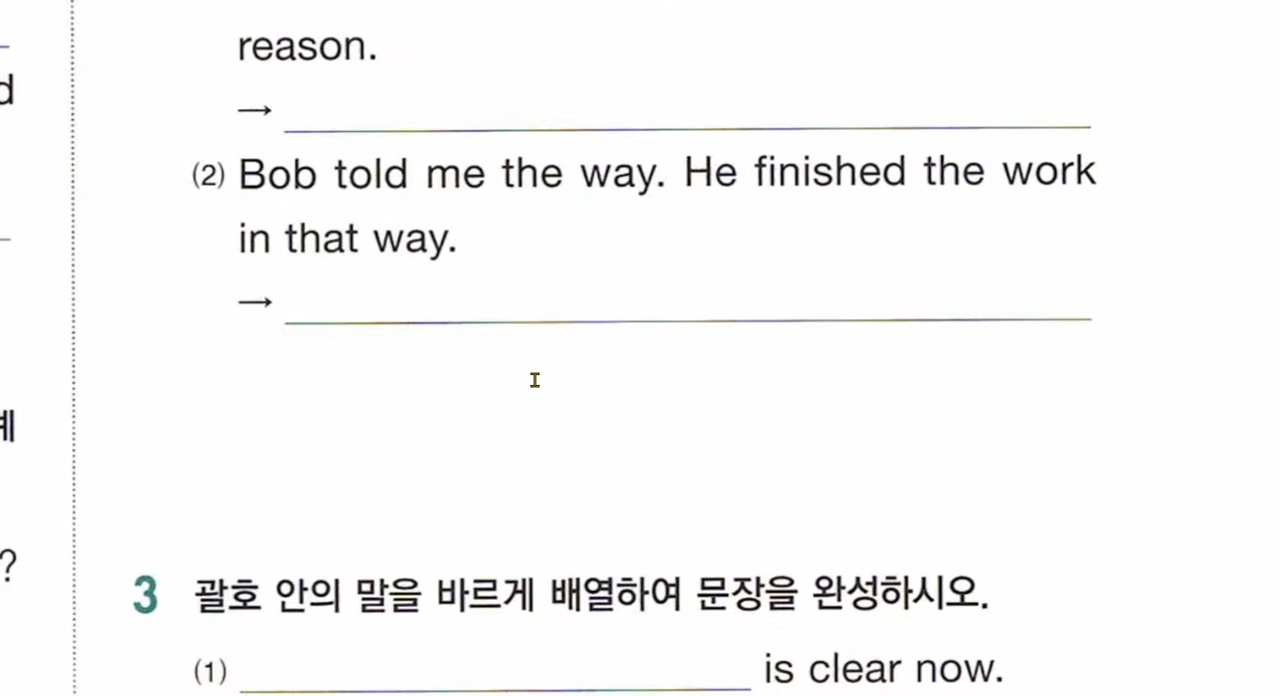 d
reason.
→
(2) Bob told me the way. He finished the work
in that way.
→
?
3 괄호 안의 말을 바르게 배열하여 문장을 완성하시오.
(1) is clear now.